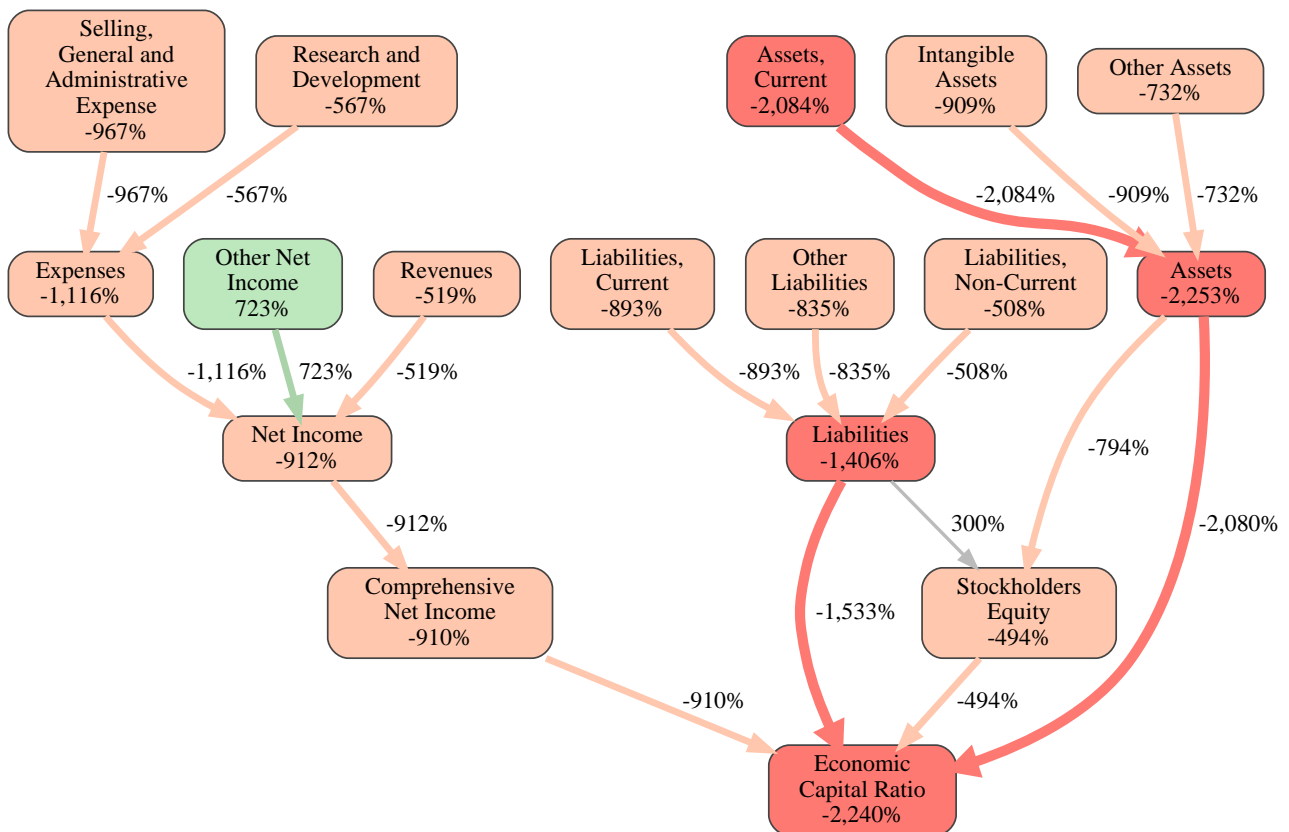 Selling,
General and
Administrative
Expense
-967%
Research and
Development
-567%
Assets,
Current
-2,084%
Intangible
Assets
-909%
Other Assets
-732%
-967%
-567%
-2,084%
-909%
-732%
Expenses
-1,116%
Other Net
Income
723%
Revenues
-519%
Liabilities,
Current
-893%
Other
Liabilities
-835%
Liabilities,
Non-Current
-508%
Assets
-2,253%
-1,116%
723%
-519%
-893%
-835%
-508%
Net Income
-912%
Liabilities
-1,406%
-794%
-912%
300%
-2,080%
Comprehensive
Net Income
-910%
-1,533%
Stockholders
Equity
-494%
-910%
-494%
Economic
Capital Ratio
-2,240%